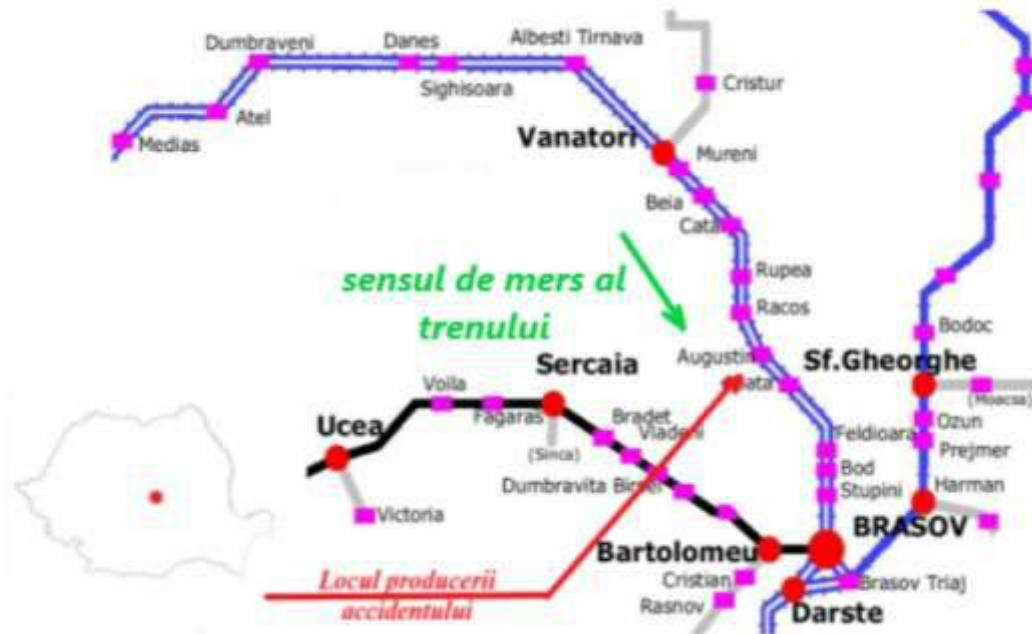 Dumbraveni
Danes
Albesti Tirnava
Sighisoara
Cristur
Atel
Medias
Vanatori
Mureni
Beia
Cata
Rupea
Racos
sensul de mers al
trenului
Augustin
Sf.Gheorghe
Bodoc
(Moacsa)
Sercaia
Voila
Fagaras
Bradet
Vladeni
Feldioara
Ozun
Prejmer
Ucea
(Sinca)
Bod
Dumbravita
Stupini
Harman
Victoria
BRASOV
Bartolomeu
Cristian
Brasov Triaj
Rasnov
Darste
Locul producerii
accidentului